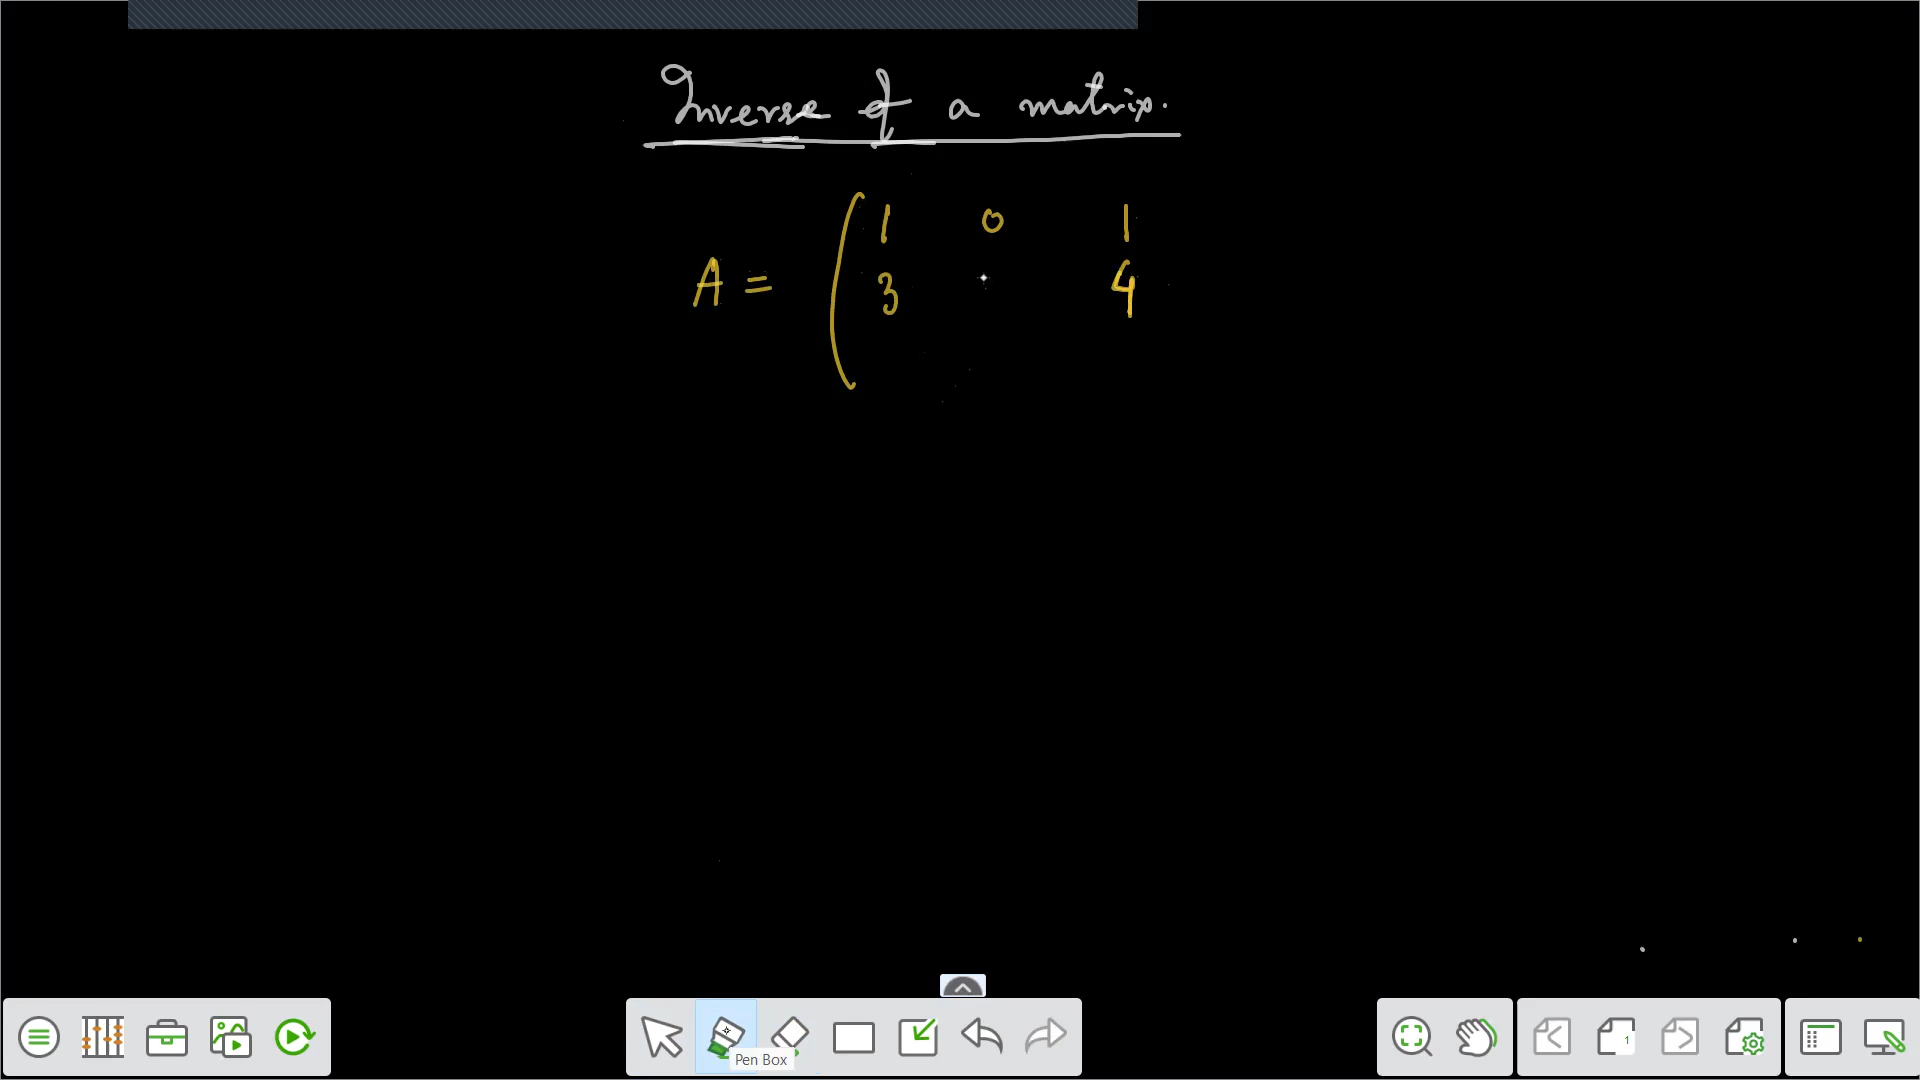 Inverse of a matrix.
A = ( 1 0 1
3 4
Pen Box
1